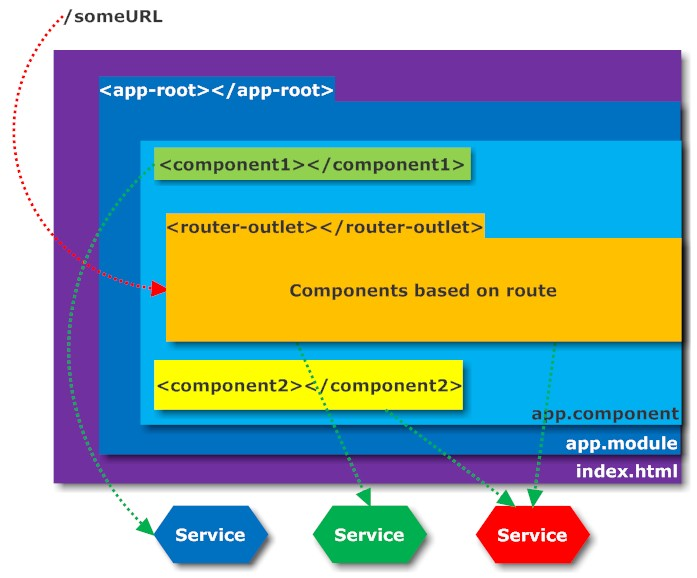 /someURL
<app-root></app-root>
<component1></component1>
<router-outlet></router-outlet>
Components based on route
<component2></component2>
app.component
app.module
index.html
Service
Service
Service